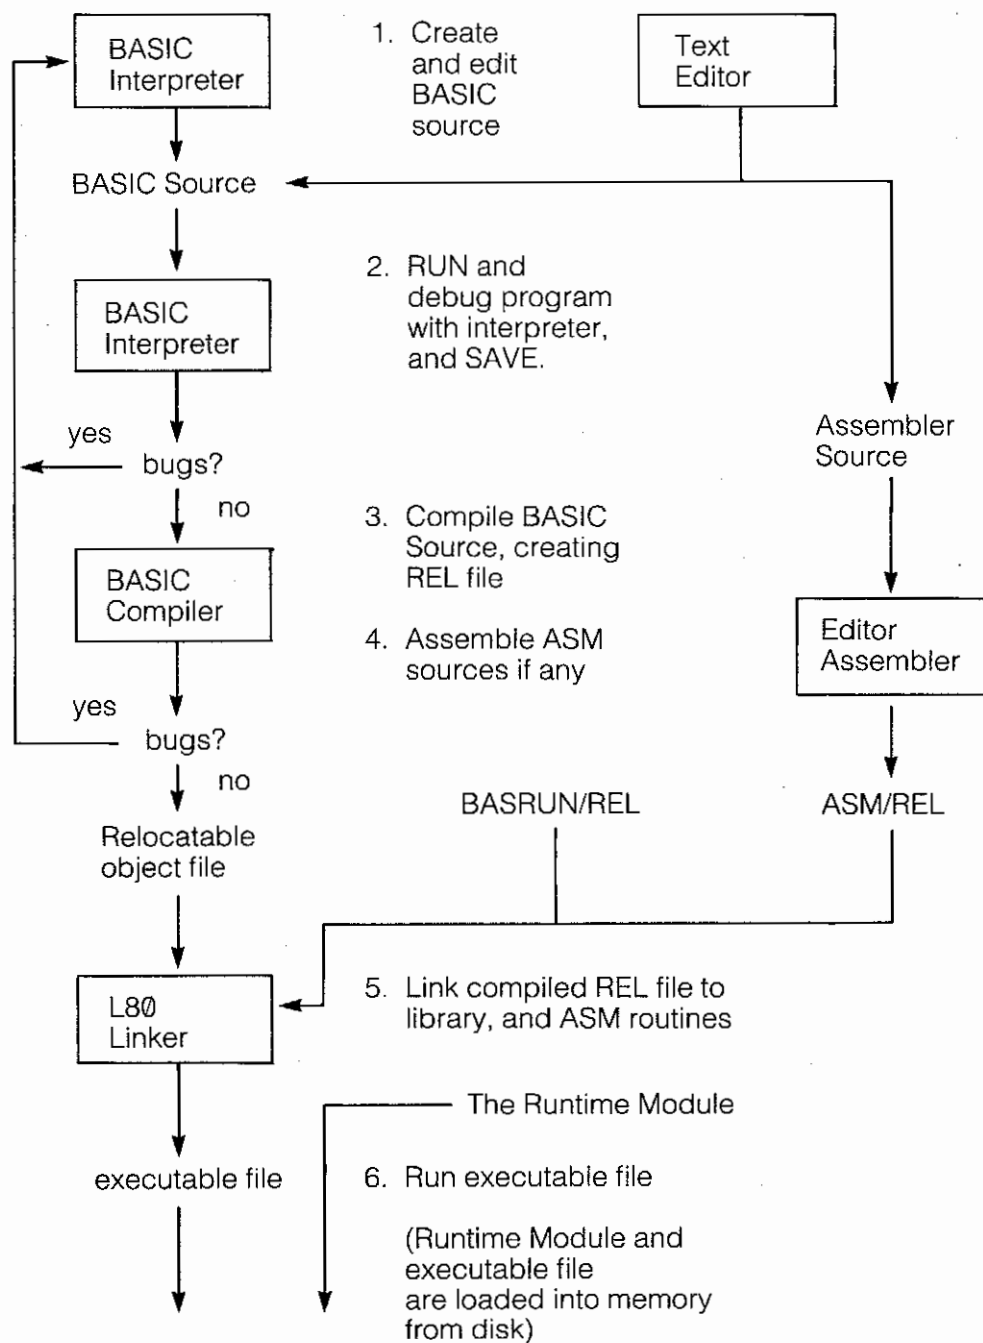 BASIC
Interpreter
1. Create
and edit
BASIC
source
Text
Editor
BASIC Source
BASIC
Interpreter
2. RUN and
debug program
with interpreter,
and SAVE.
yes
bugs?
no
Assembler
Source
BASIC
Compiler
3. Compile BASIC
Source, creating
REL file
4. Assemble ASM
sources if any
Editor
Assembler
yes
bugs?
no
Relocatable
object file
BASRUN/REL
ASM/REL
L80
Linker
5. Link compiled REL file to
library, and ASM routines
The Runtime Module
executable file
6. Run executable file
(Runtime Module and
executable file
are loaded into memory
from disk)